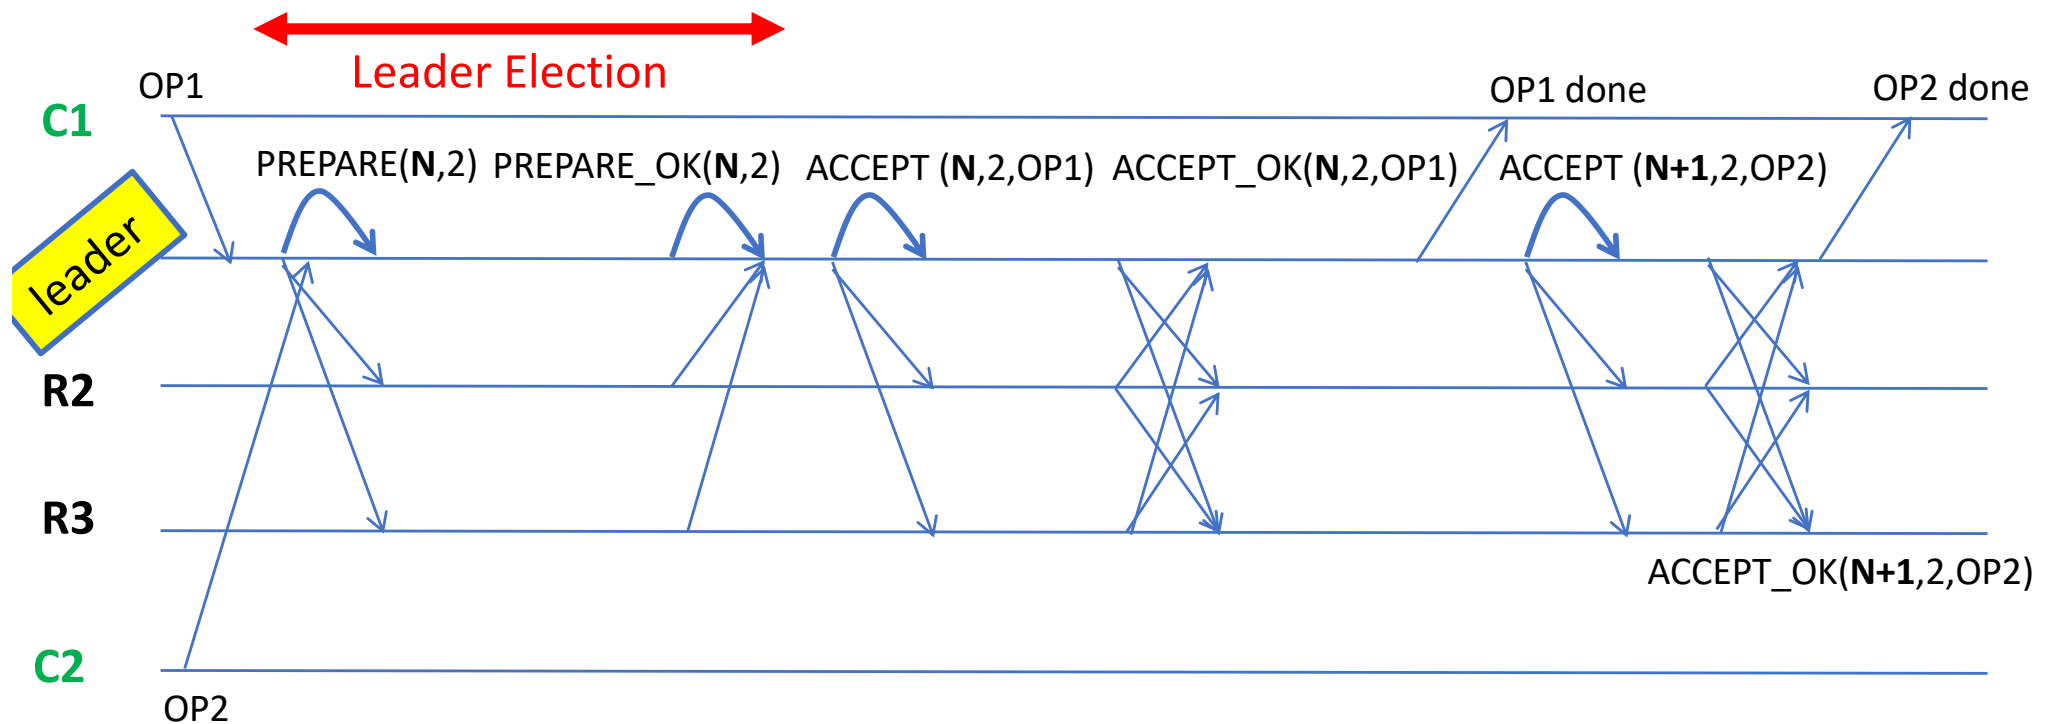 Leader Election
OP1
OP1 done
OP2 done
C1
PREPARE(N,2)
PREPARE_OK(N,2)
ACCEPT (N,2,OP1)
ACCEPT_OK(N,2,OP1)
ACCEPT (N+1,2,OP2)
leader
R2
R3
ACCEPT_OK(N+1,2,OP2)
C2
OP2